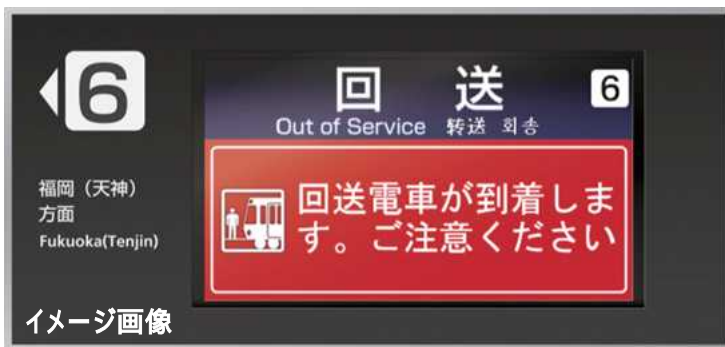 6
福岡（天神）
方面
Fukuoka(Tenjin)
回 送 6
Out of Service 转送 회송
回送電車が到着しま
す。ご注意ください
イメージ画像